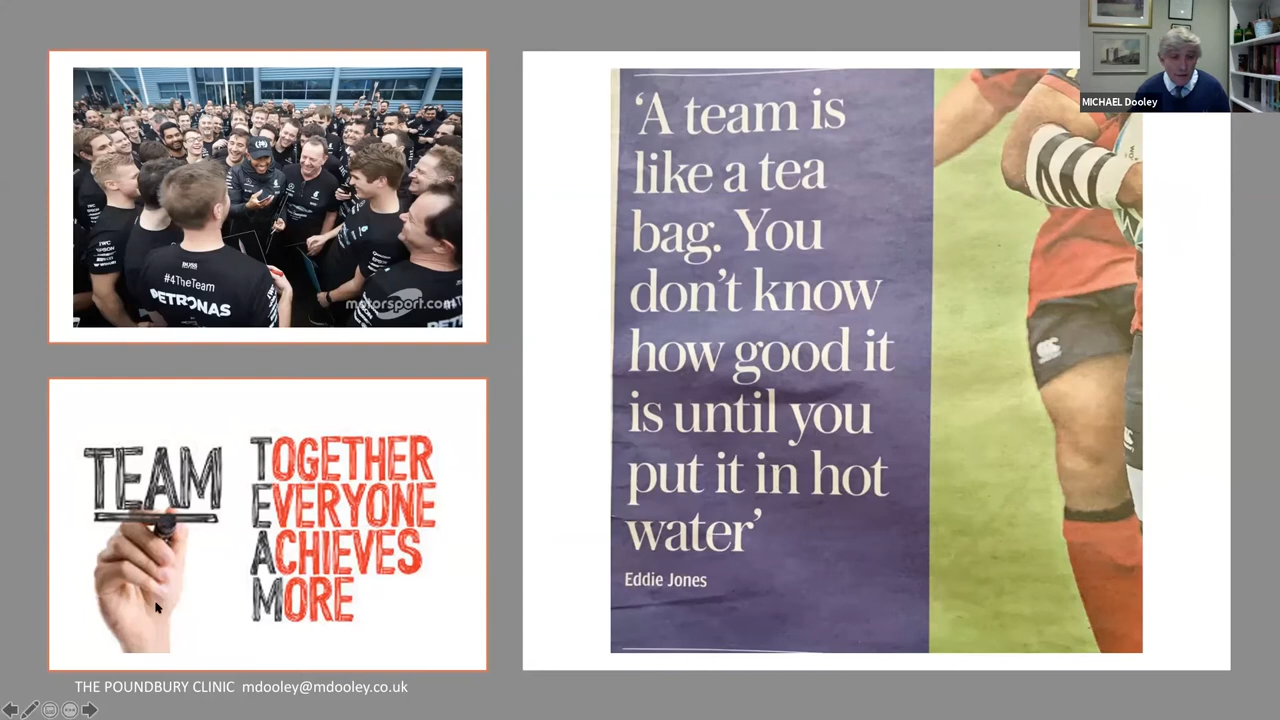 MICHAEL Dooley
#4TheTeam
BOSS
PETRONAS
IWC
motorsport.com
TEAM
TOGETHER
EVERYONE
ACHIEVES
MORE
‘A team is
like a tea
bag. You
don’t know
how good it
is until you
put it in hot
water’
Eddie Jones
THE POUNDBURY CLINIC mdooley@mdooley.co.uk